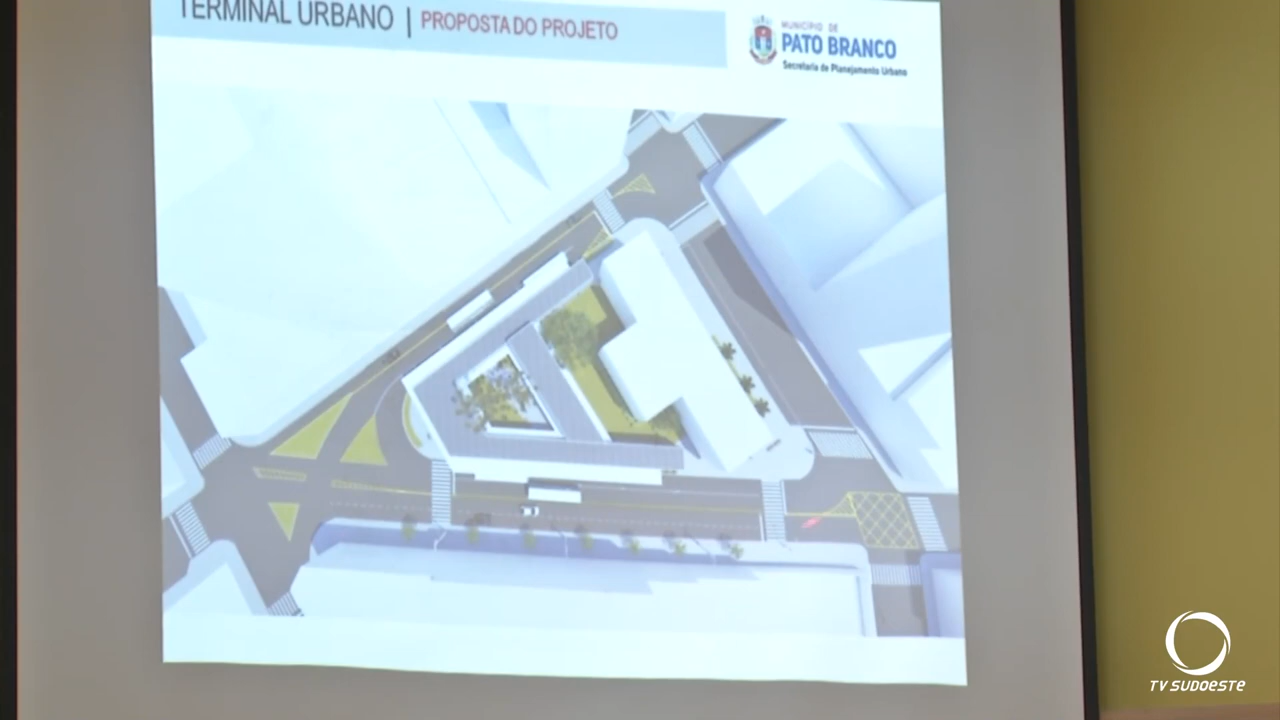 TERMINAL URBANO | PROPOSTA DO PROJETO
MUNICÍPIO DE
PATO BRANCO
Secretaria de Planejamento Urbano
TV SUDOESTE